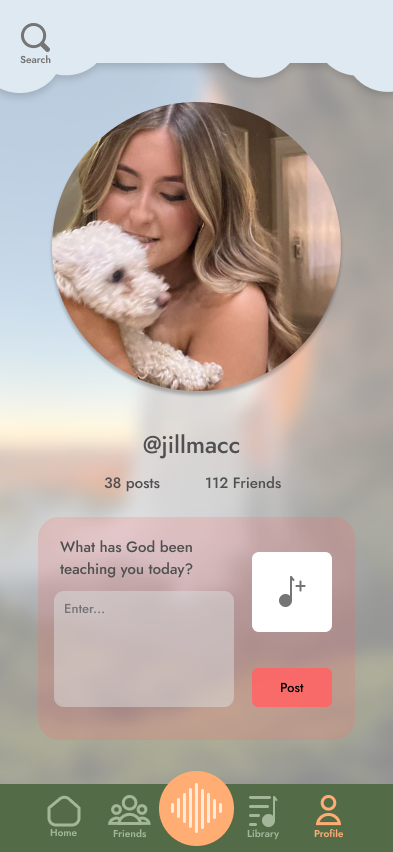 Search
@jillmacc
38 posts 112 Friends
What has God been
teaching you today?
Enter...
Post
Home Friends Library Profile